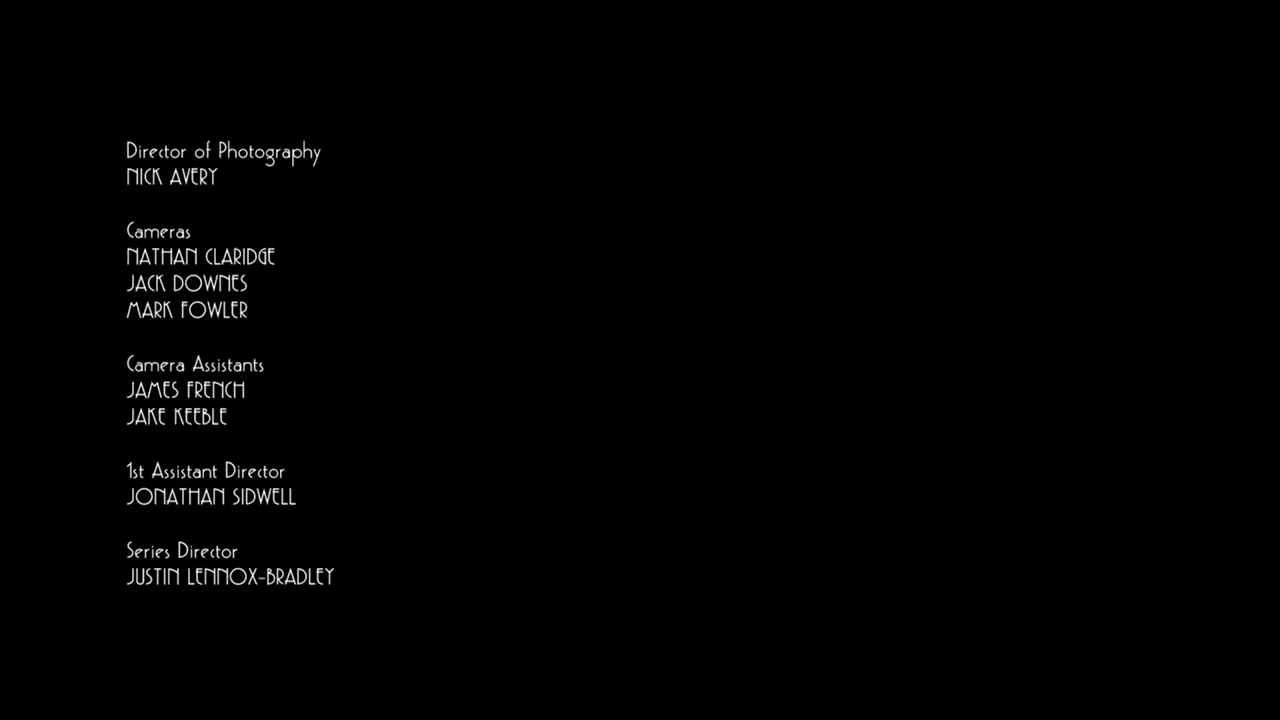 Director of Photography
NICK AVERY
Cameras
NATHAN CLARIDGE
JACK DOWNES
MARK FOWLER
Camera Assistants
JAMES FRENCH
JAKE KEEBLE
1st Assistant Director
JONATHAN SIDWELL
Series Director
JUSTIN LENNOX-BRADLEY